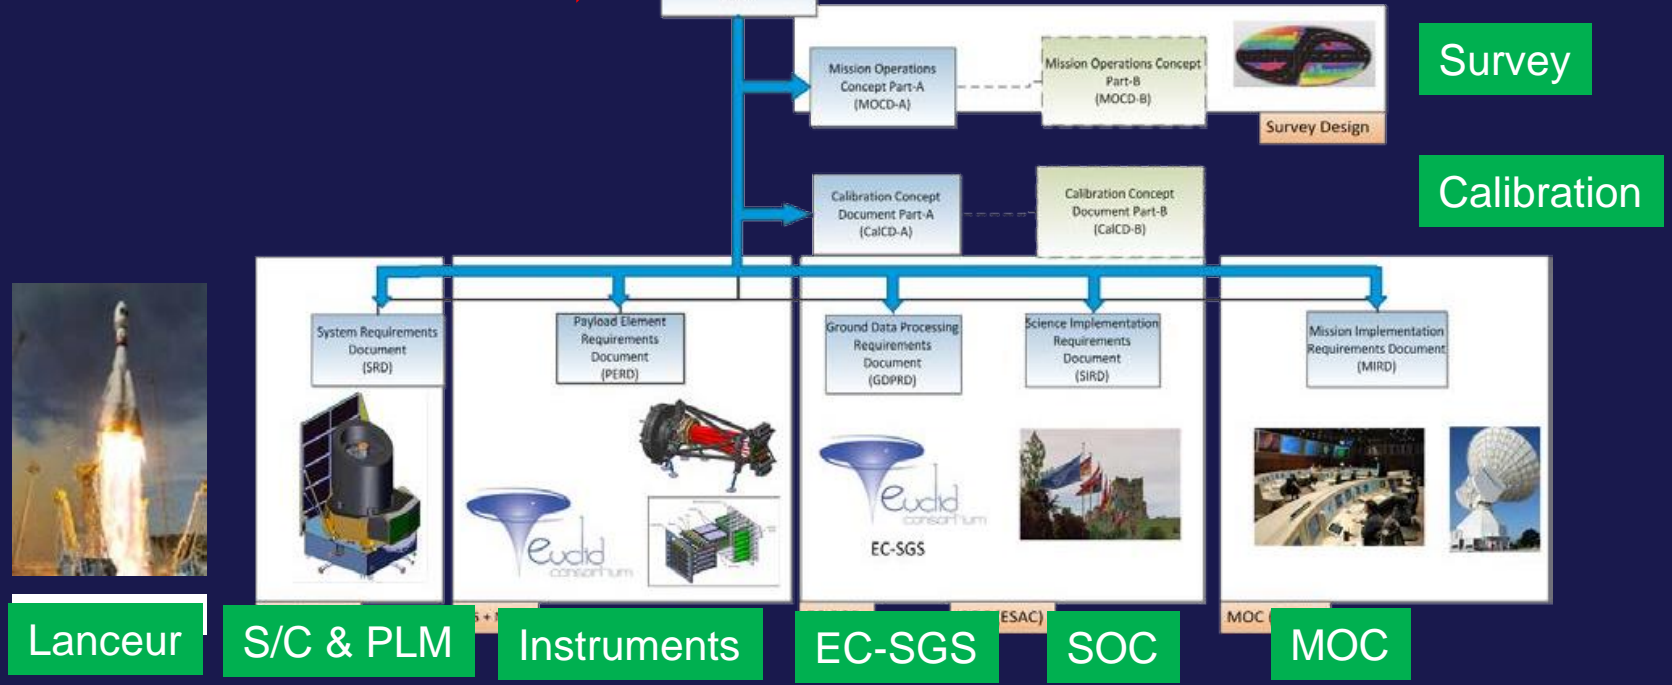 Mission Operations
Concept Part-A
(MOCD-A)
Mission Operations Concept
Part-B
(MOCD-B)
Survey Design
Survey
Calibration Concept
Document Part-A
(CalCD-A)
Calibration Concept
Document Part-B
(CalCD-B)
Calibration
System Requirements
Document
(SRD)
Payload Element
Requirements
Document
(PERD)
Ground Data Processing
Requirements
Document
(GDPRD)
Science Implementation
Requirements
Document
(SIRD)
Mission Implementation
Requirements Document
(MIRD)
euclid
consortium
euclid
consortium
EC-SGS
(ESAC)
MOC
Lanceur
S/C & PLM
Instruments
EC-SGS
SOC
MOC